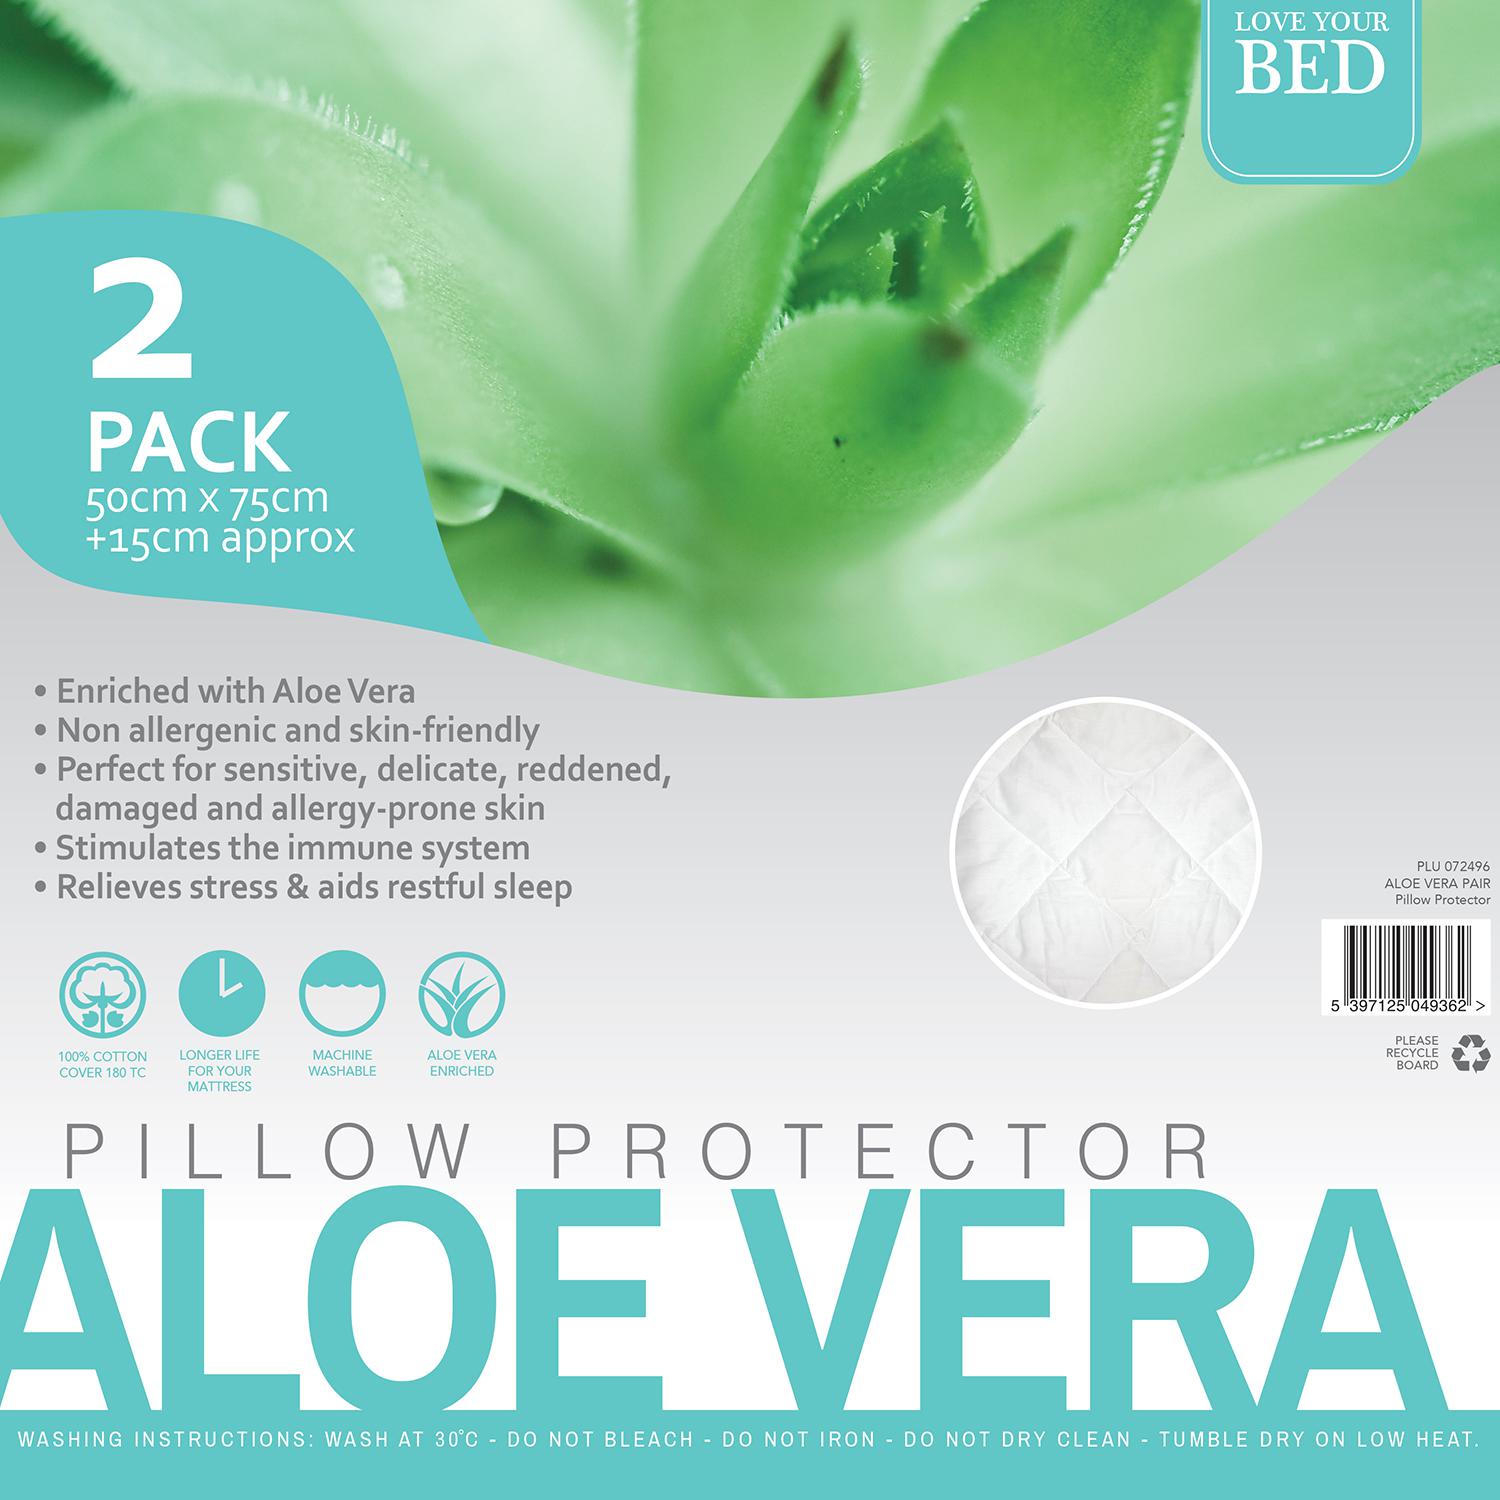 LOVE YOUR
BED
2
PACK
50cm x 75cm
+15cm approx
• Enriched with Aloe Vera
• Non allergenic and skin-friendly
• Perfect for sensitive, delicate, reddened,
damaged and allergy-prone skin
• Stimulates the immune system
• Relieves stress & aids restful sleep
PLU 072496
ALOE VERA PAIR
Pillow Protector
5 397125 049362 >
PLEASE
RECYCLE
BOARD
100% COTTON
COVER 180 TC
LONGER LIFE
FOR YOUR
MATTRESS
MACHINE
WASHABLE
ALOE VERA
ENRICHED
PILLOW PROTECTOR
ALOE VERA
WASHING INSTRUCTIONS: WASH AT 30°C - DO NOT BLEACH - DO NOT IRON - DO NOT DRY CLEAN - TUMBLE DRY ON LOW HEAT.